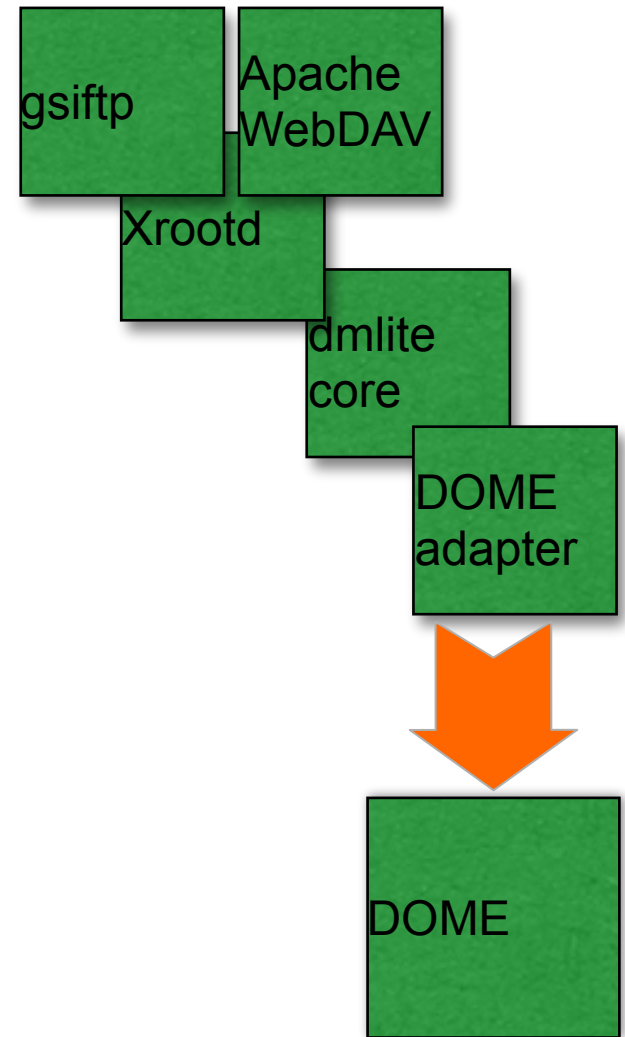 gsiftp
Apache
WebDAV
Xrootd
dmlite
core
DOME
adapter
DOME